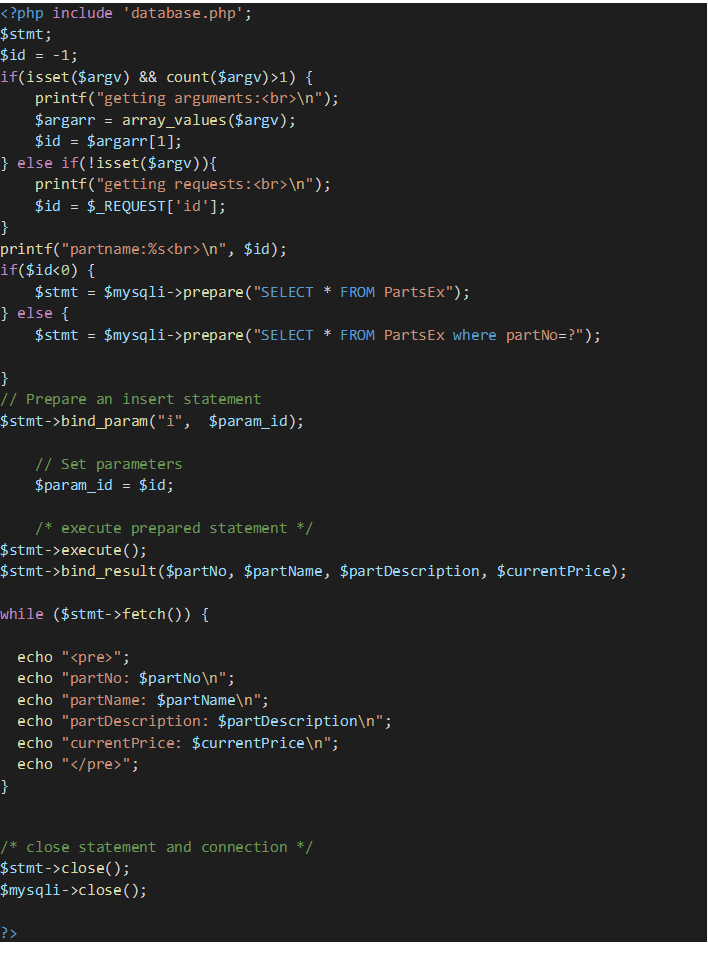 <?php include 'database.php';
$stmt;
$id = -1;
if(isset($argv) && count($argv)>1) {
    printf("getting arguments:<br>\n");
    $argarr = array_values($argv);
    $id = $argarr[1];
} else if(!isset($argv)){
    printf("getting requests:<br>\n");
    $id = $_REQUEST['id'];
}
printf("partname:%s<br>\n", $id);
if($id<0) {
    $stmt = $mysqli->prepare("SELECT * FROM PartsEx");
} else {
    $stmt = $mysqli->prepare("SELECT * FROM PartsEx where partNo=?");
}
// Prepare an insert statement
$stmt->bind_param("i",  $param_id);
    // Set parameters
    $param_id = $id;
    /* execute prepared statement */
$stmt->execute();
$stmt->bind_result($partNo, $partName, $partDescription, $currentPrice);
while ($stmt->fetch()) {
  echo "<pre>";
  echo "partNo: $partNo\n";
  echo "partName: $partName\n";
  echo "partDescription: $partDescription\n";
  echo "currentPrice: $currentPrice\n";
  echo "</pre>";
}
/* close statement and connection */
$stmt->close();
$mysqli->close();
?>